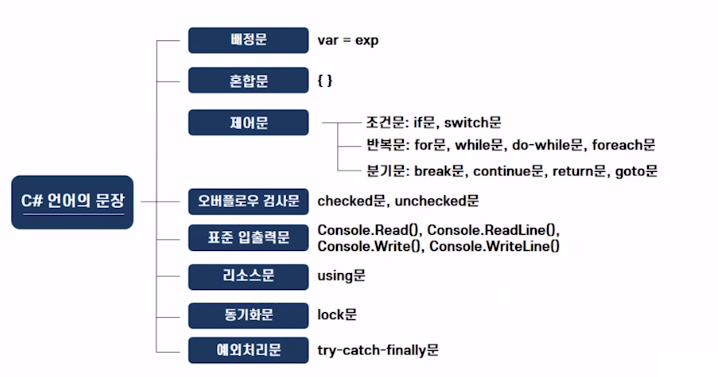 C# 언어의 문장
배정문
var = exp
혼합문
{ }
제어문
조건문: if문, switch문
반복문: for문, while문, do-while문, foreach문
분기문: break문, continue문, return문, goto문
오버플로우 검사문
checked문, unchecked문
표준 입출력문
Console.Read(), Console.ReadLine(),
Console.Write(), Console.WriteLine()
리소스문
using문
동기화문
lock문
예외처리문
try-catch-finally문